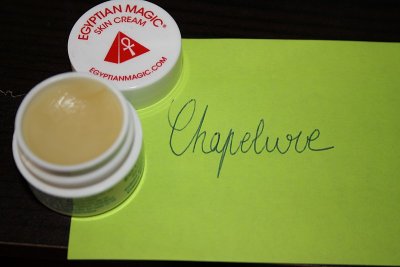 EGYPTIAN MAGIC®
SKIN CREAM
EGYPTIANMAGIC.COM
Chapelure